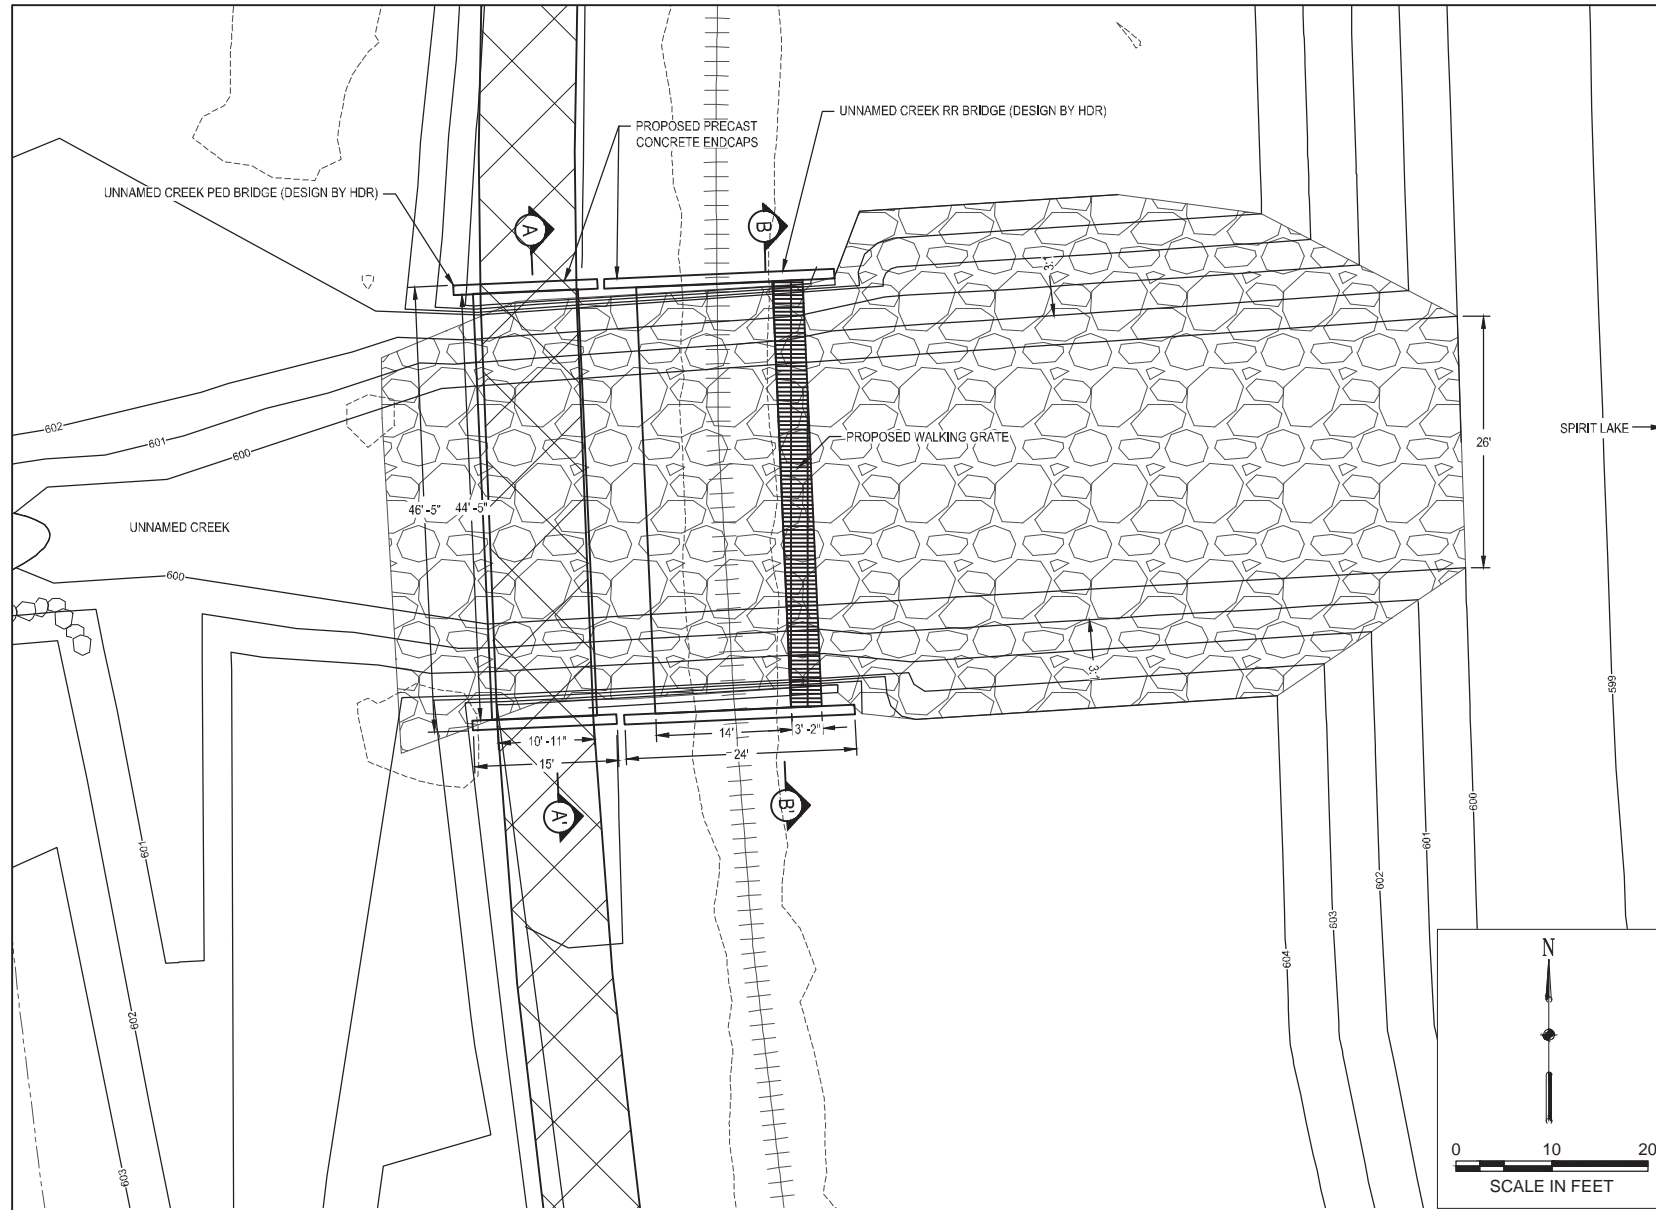 UNNAMED CREEK RR BRIDGE (DESIGN BY HDR)
PROPOSED PRECAST
CONCRETE ENDCAPS
UNNAMED CREEK PED BRIDGE (DESIGN BY HDR)
A
B
3:1
602
601
600
PROPOSED WALKING GRATE
26'
SPIRIT LAKE
46' -5"
44' -5"
UNNAMED CREEK
600
3:1
599
14'
3' -2"
10' -11"
24'
15'
A'
B'
600
601
602
603
604
601
602
603
N
0 10 20
SCALE IN FEET